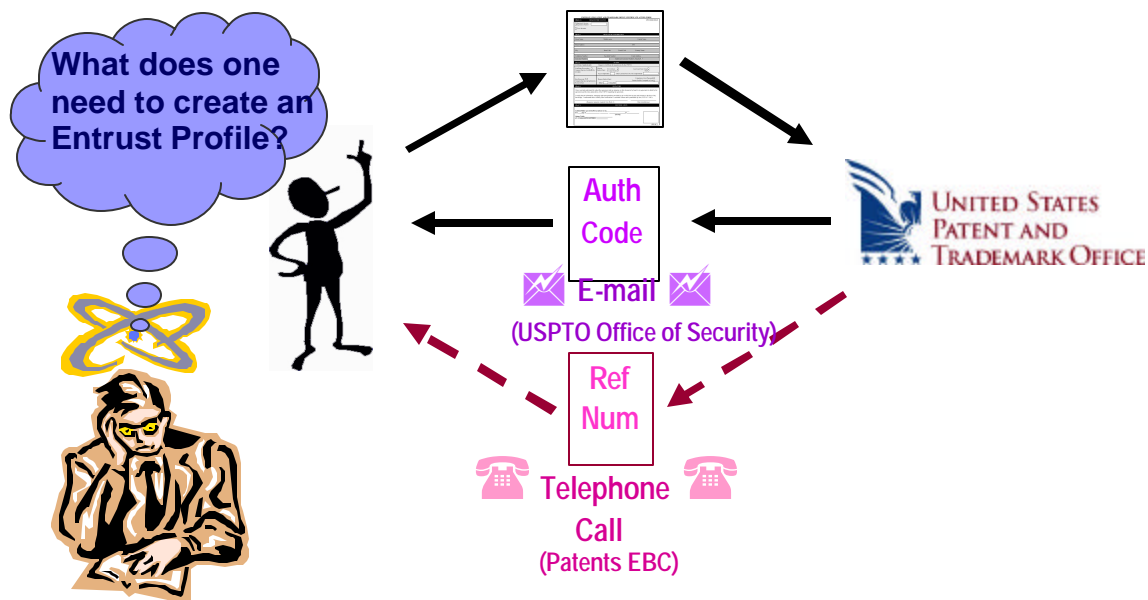 What does one
need to create an
Entrust Profile?
Auth
Code
E-mail
(USPTO Office of Security)
UNITED STATES
PATENT AND
TRADEMARK OFFICE
Ref
Num
Telephone
Call
(Patents EBC)